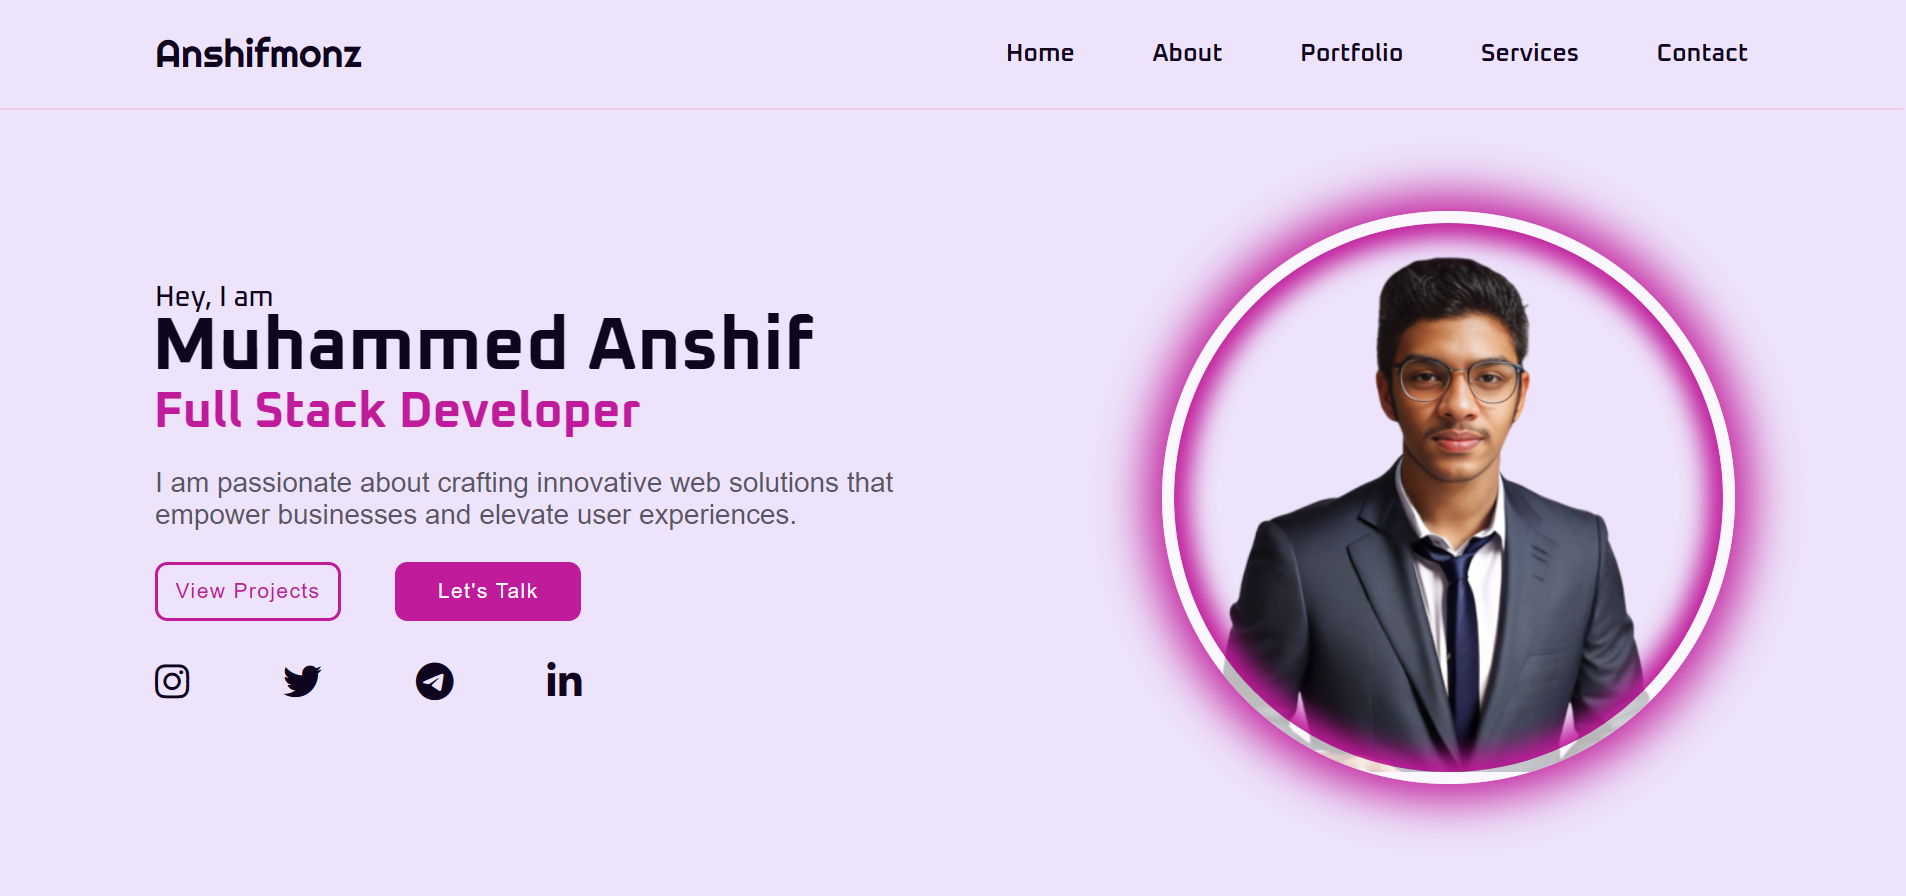 Anshifmonz
Home About Portfolio Services Contact
Hey, I am
Muhammed Anshif
Full Stack Developer
I am passionate about crafting innovative web solutions that
empower businesses and elevate user experiences.
View Projects Let's Talk
in